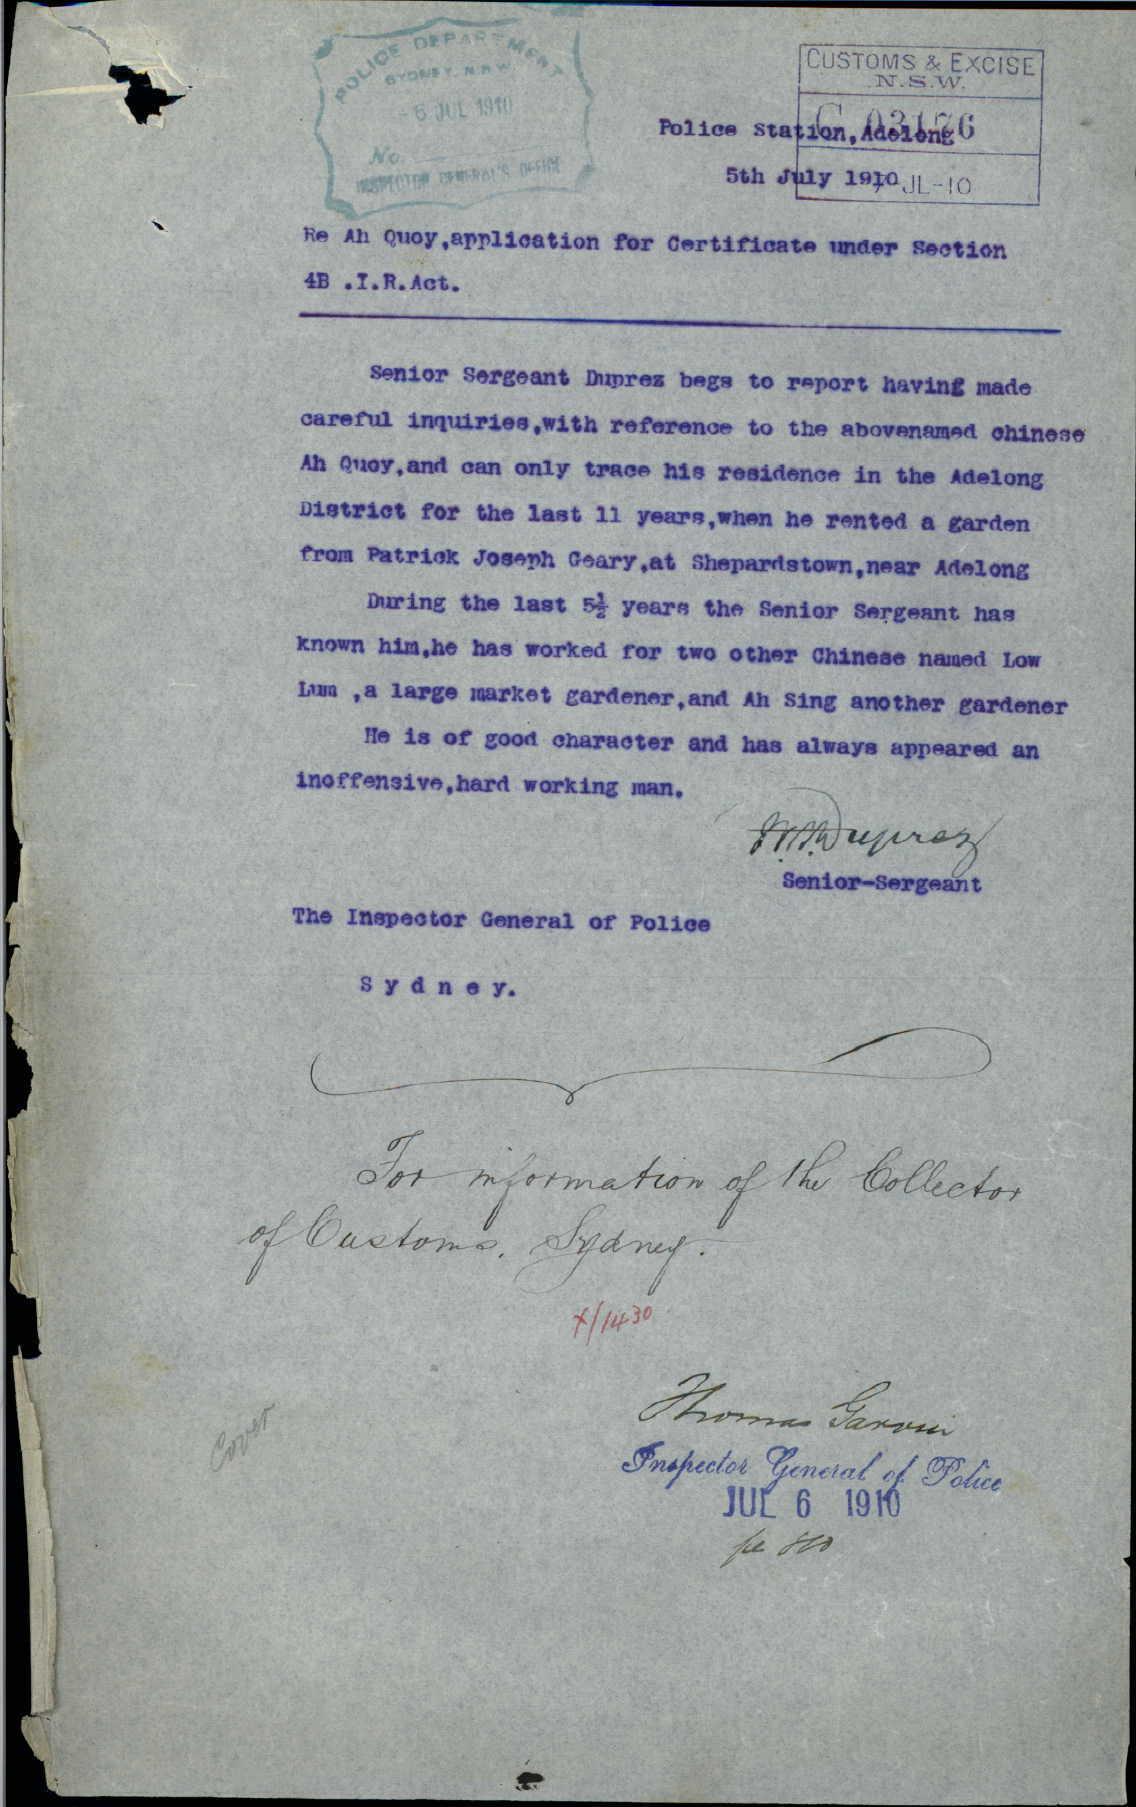 POLICE DEPARTMENT
SYDNEY. N.S.W.
- 6 JUL 1910
No.
INSPECTOR GENERAL'S OFFICE
CUSTOMS & EXCISE
N.S.W.
Police Station,Adelong
5th July 1910
JL-10
Re Ah Quoy,application for Certificate under Section
4B .I.R.Act.
Senior Sergeant Duprez begs to report having made
careful inquiries,with reference to the abovenamed chinese
Ah Quoy,and can only trace his residence in the Adelong
District for the last 11 years,when he rented a garden
from Patrick Joseph Geary,at Shepardstown,near Adelong
During the last 5½ years the Senior Sergeant has
known him,he has worked for two other Chinese named Low
Lum ,a large market gardener,and Ah Sing another gardener
He is of good character and has always appeared an
inoffensive,hard working man.
Duprez
Senior-Sergeant
The Inspector General of Police
Sydney.
For information of the Collector
of Customs. Sydney.
x/1430
Cover
Thomas Garvin
Inspector General of Police
JUL 6 1910